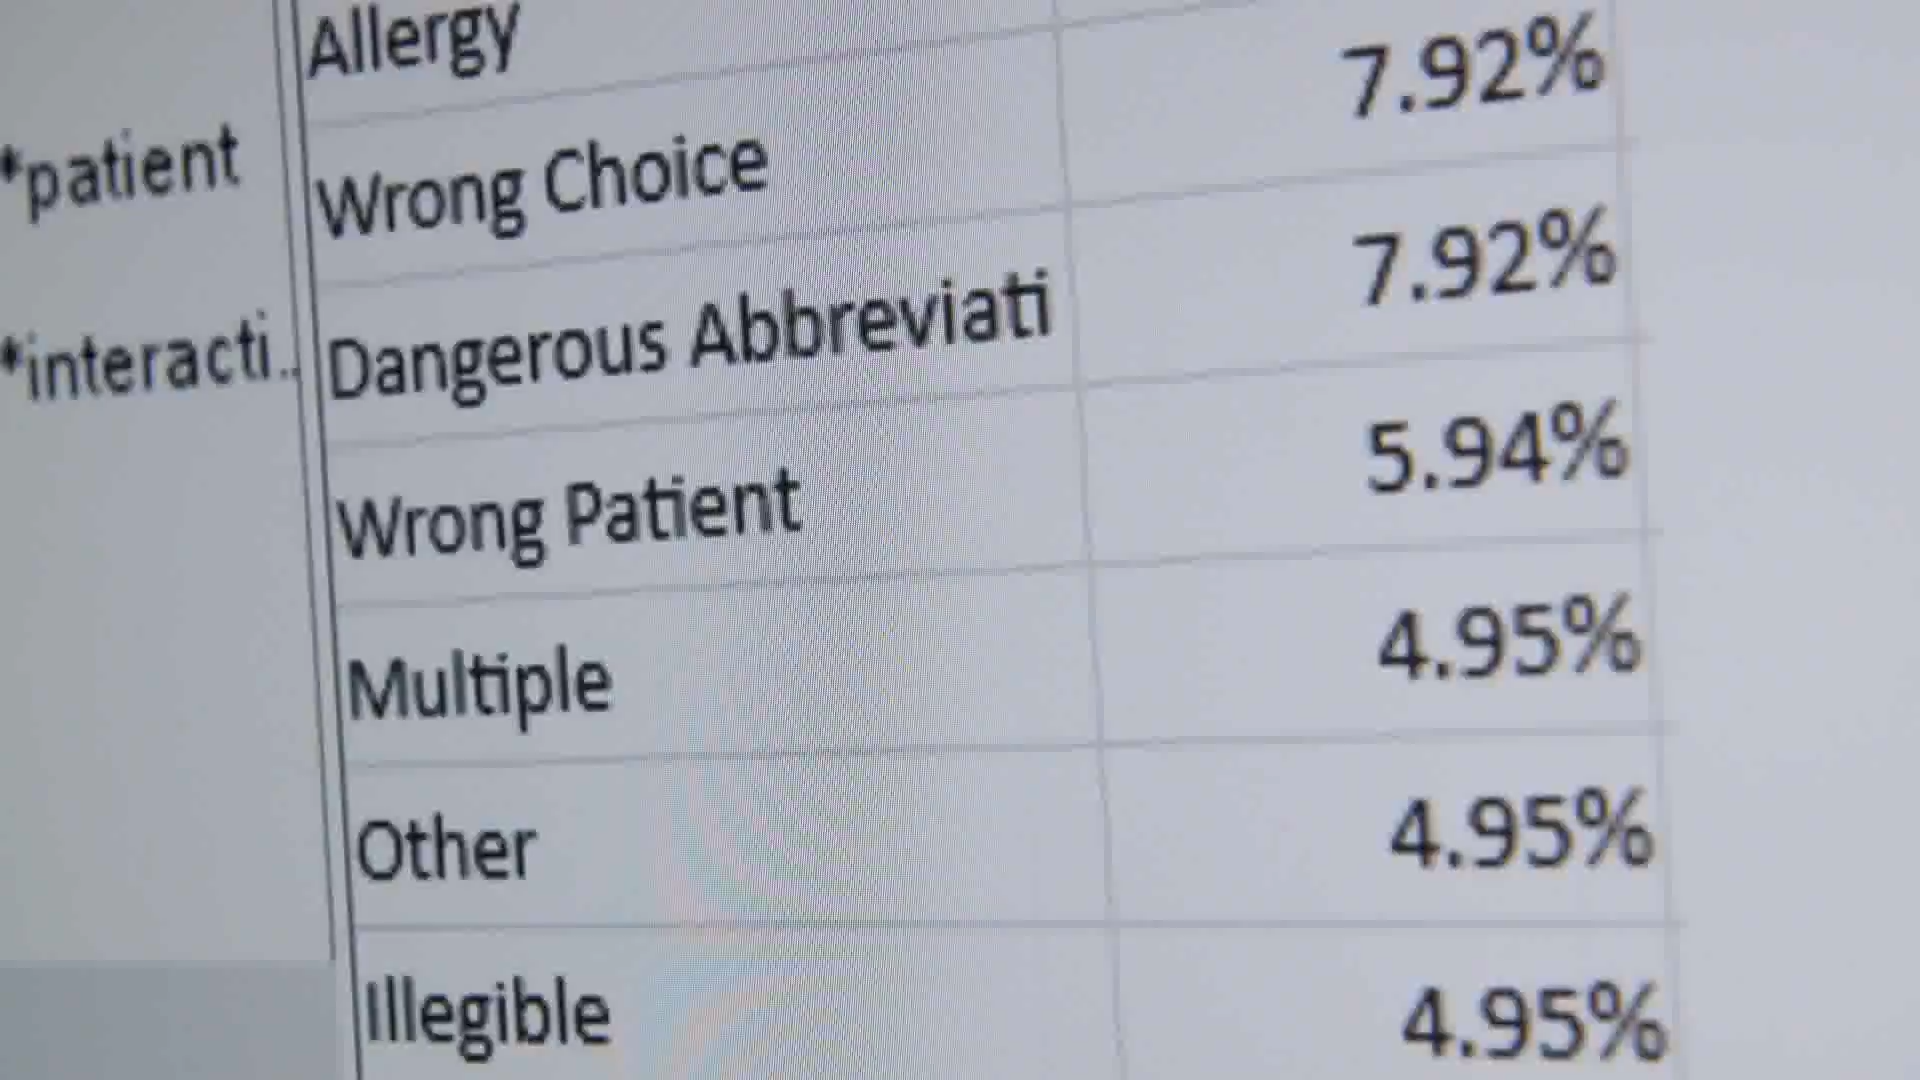 Allergy
*patient Wrong Choice 7.92%
*interacti.. Dangerous Abbreviati 7.92%
Wrong Patient 5.94%
Multiple 4.95%
Other 4.95%
Illegible 4.95%